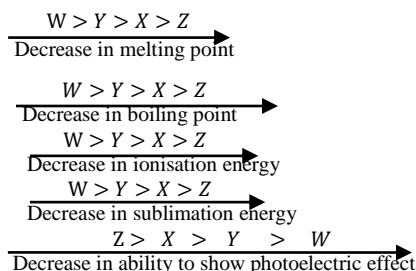 W > Y > X > Z
Decrease in melting point
W > Y > X > Z
Decrease in boiling point
W > Y > X > Z
Decrease in ionisation energy
W > Y > X > Z
Decrease in sublimation energy
Z > X > Y > W
Decrease in ability to show photoelectric effect